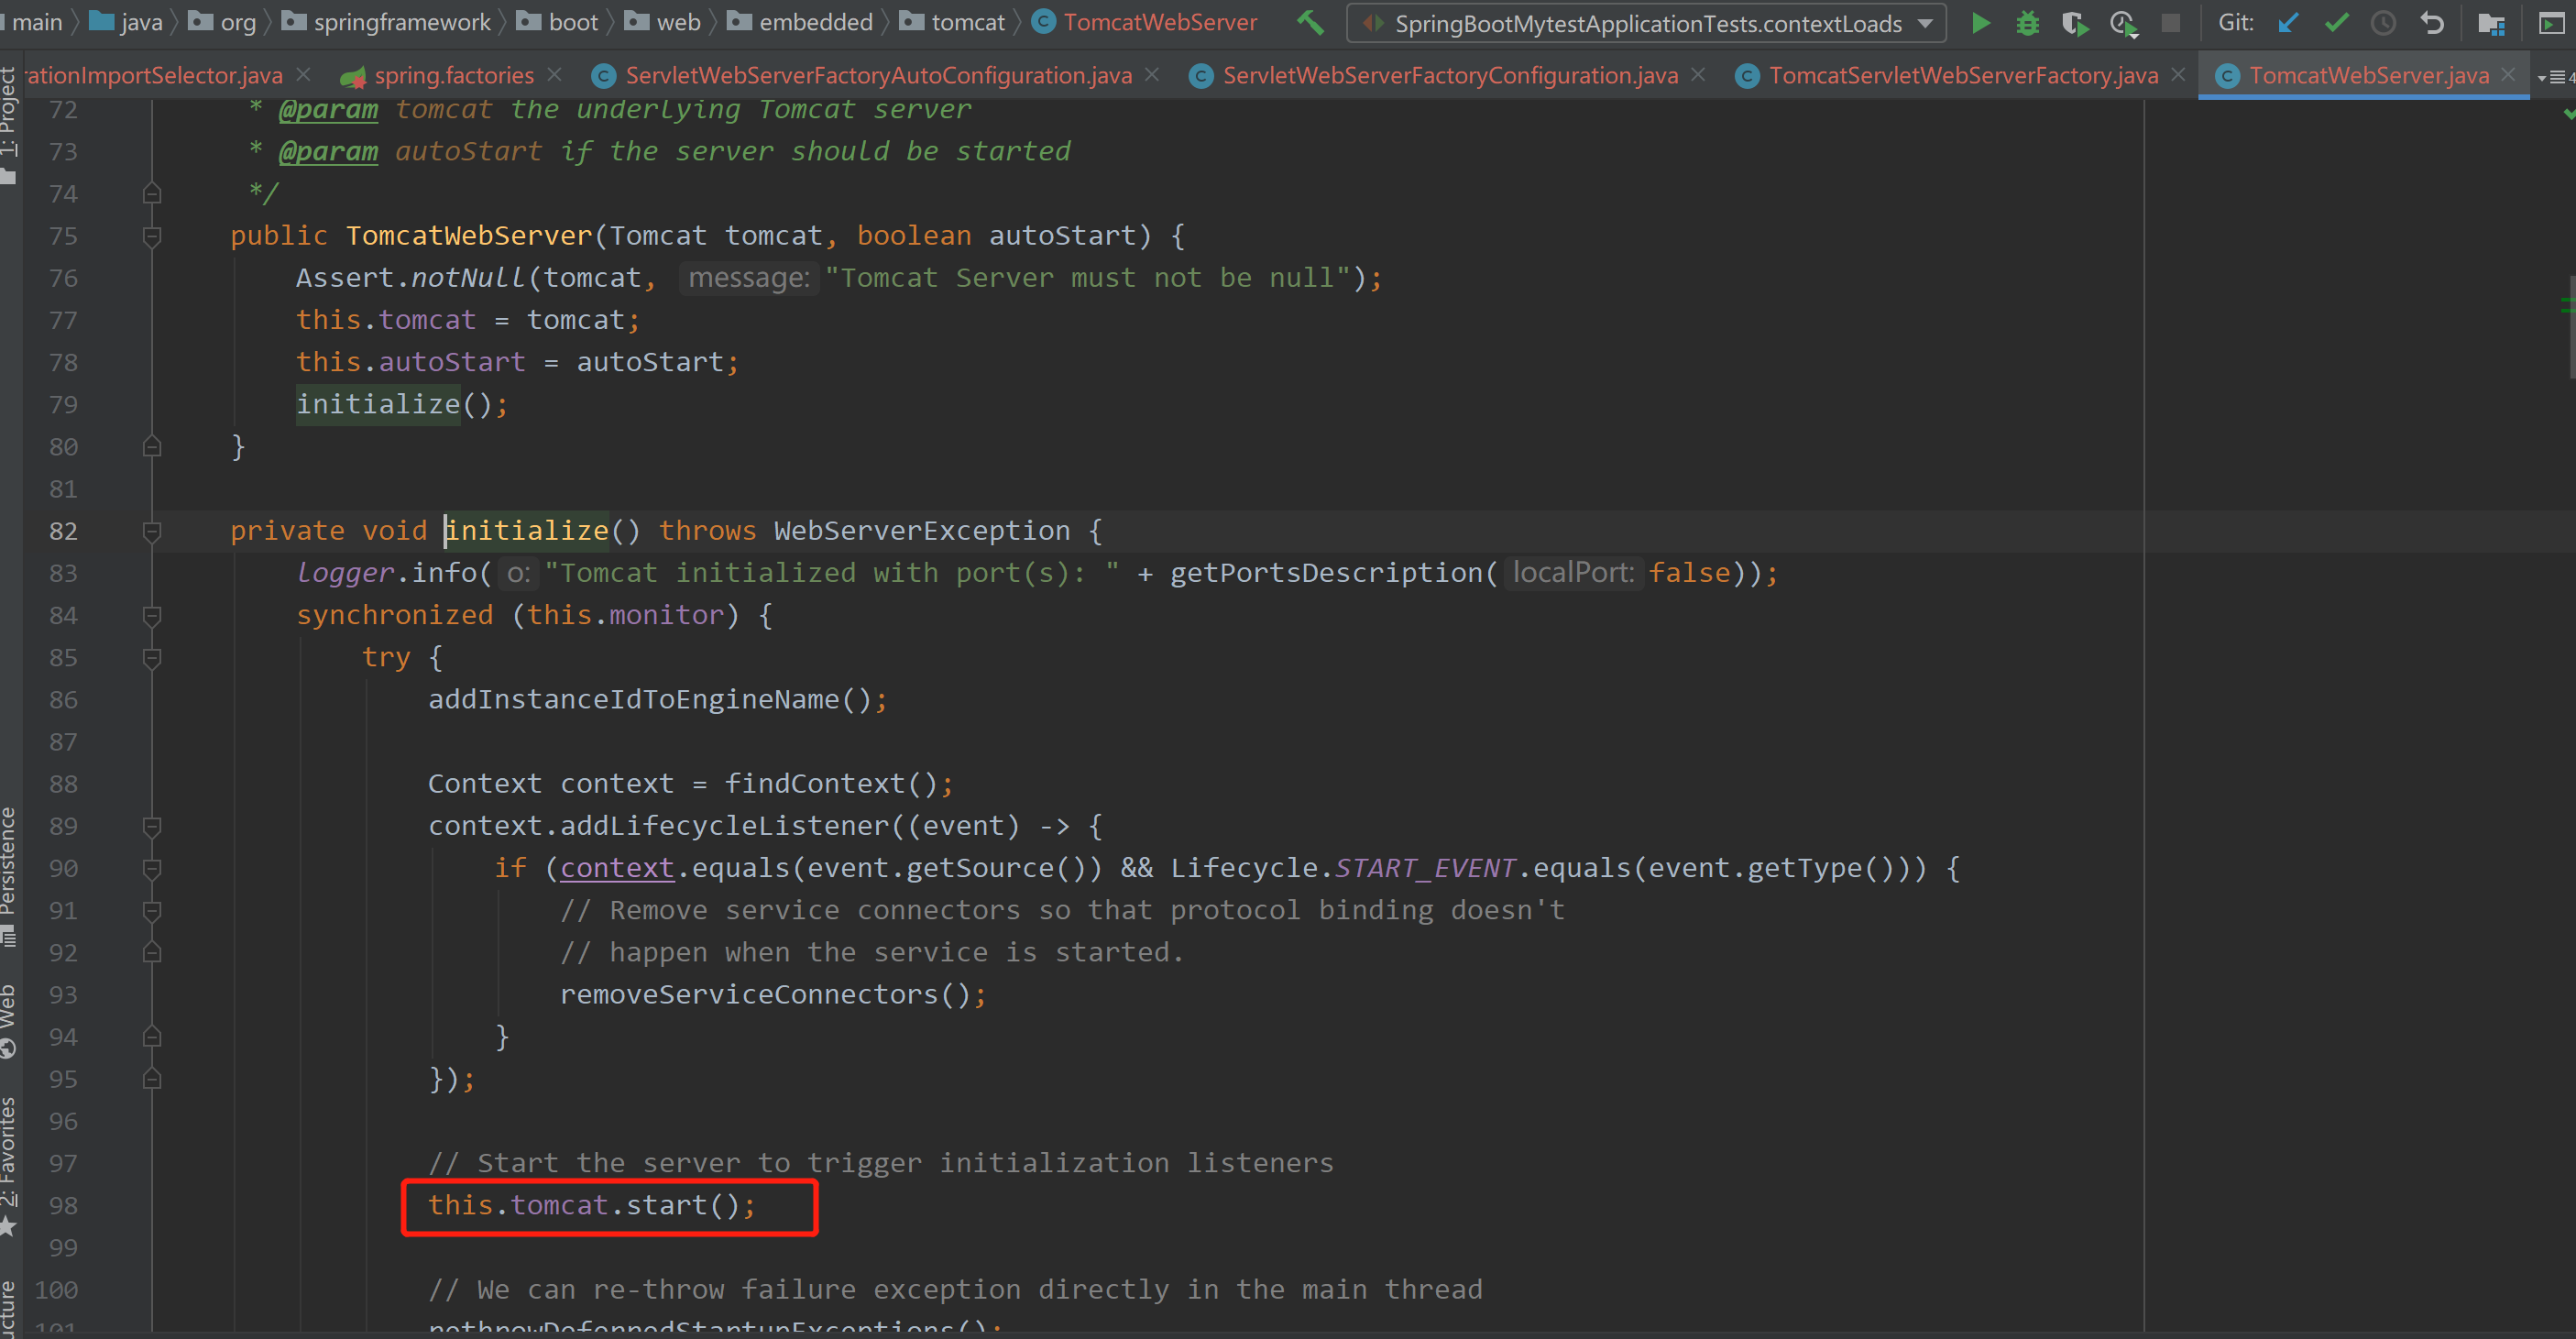 main java org springframework boot web embedded tomcat TomcatWebServer SpringBootMytestApplicationTests.contextLoads Git:
rationImportSelector.java spring.factories ServletWebServerFactoryAutoConfiguration.java ServletWebServerFactoryConfiguration.java TomcatServletWebServerFactory.java TomcatWebServer.java 4
1: Project
Persistence
Web
2: Favorites
72 * @param tomcat the underlying Tomcat server
73 * @param autoStart if the server should be started
74 */
75 public TomcatWebServer(Tomcat tomcat, boolean autoStart) {
76 Assert.notNull(tomcat, message: "Tomcat Server must not be null");
77 this.tomcat = tomcat;
78 this.autoStart = autoStart;
79 initialize();
80 }
81
82 private void initialize() throws WebServerException {
83 logger.info( o: "Tomcat initialized with port(s): " + getPortsDescription( localPort: false));
84 synchronized (this.monitor) {
85 try {
86 addInstanceIdToEngineName();
87
88 Context context = findContext();
89 context.addLifecycleListener((event) -> {
90 if (context.equals(event.getSource()) && Lifecycle.START_EVENT.equals(event.getType())) {
91 // Remove service connectors so that protocol binding doesn't
92 // happen when the service is started.
93 removeServiceConnectors();
94 }
95 });
96
97 // Start the server to trigger initialization listeners
98 this.tomcat.start();
99
100 // We can re-throw failure exception directly in the main thread
101 rethrowDeferredStartupExceptions();